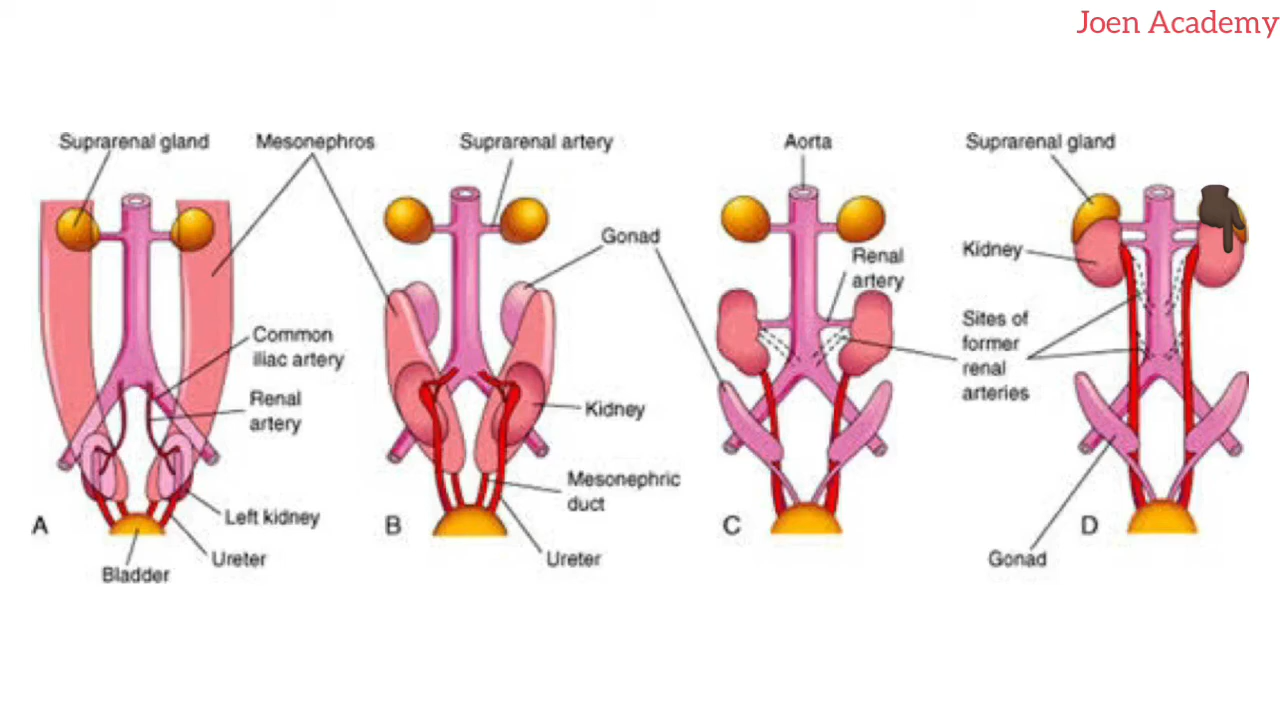 Joen Academy
Suprarenal gland
Mesonephros
Suprarenal artery
Aorta
Suprarenal gland
Gonad
Renal
artery
Kidney
Common
iliac artery
Sites of
former
renal
arteries
Renal
artery
Kidney
Mesonephric
duct
Left kidney
A
B
C
D
Ureter
Ureter
Gonad
Bladder